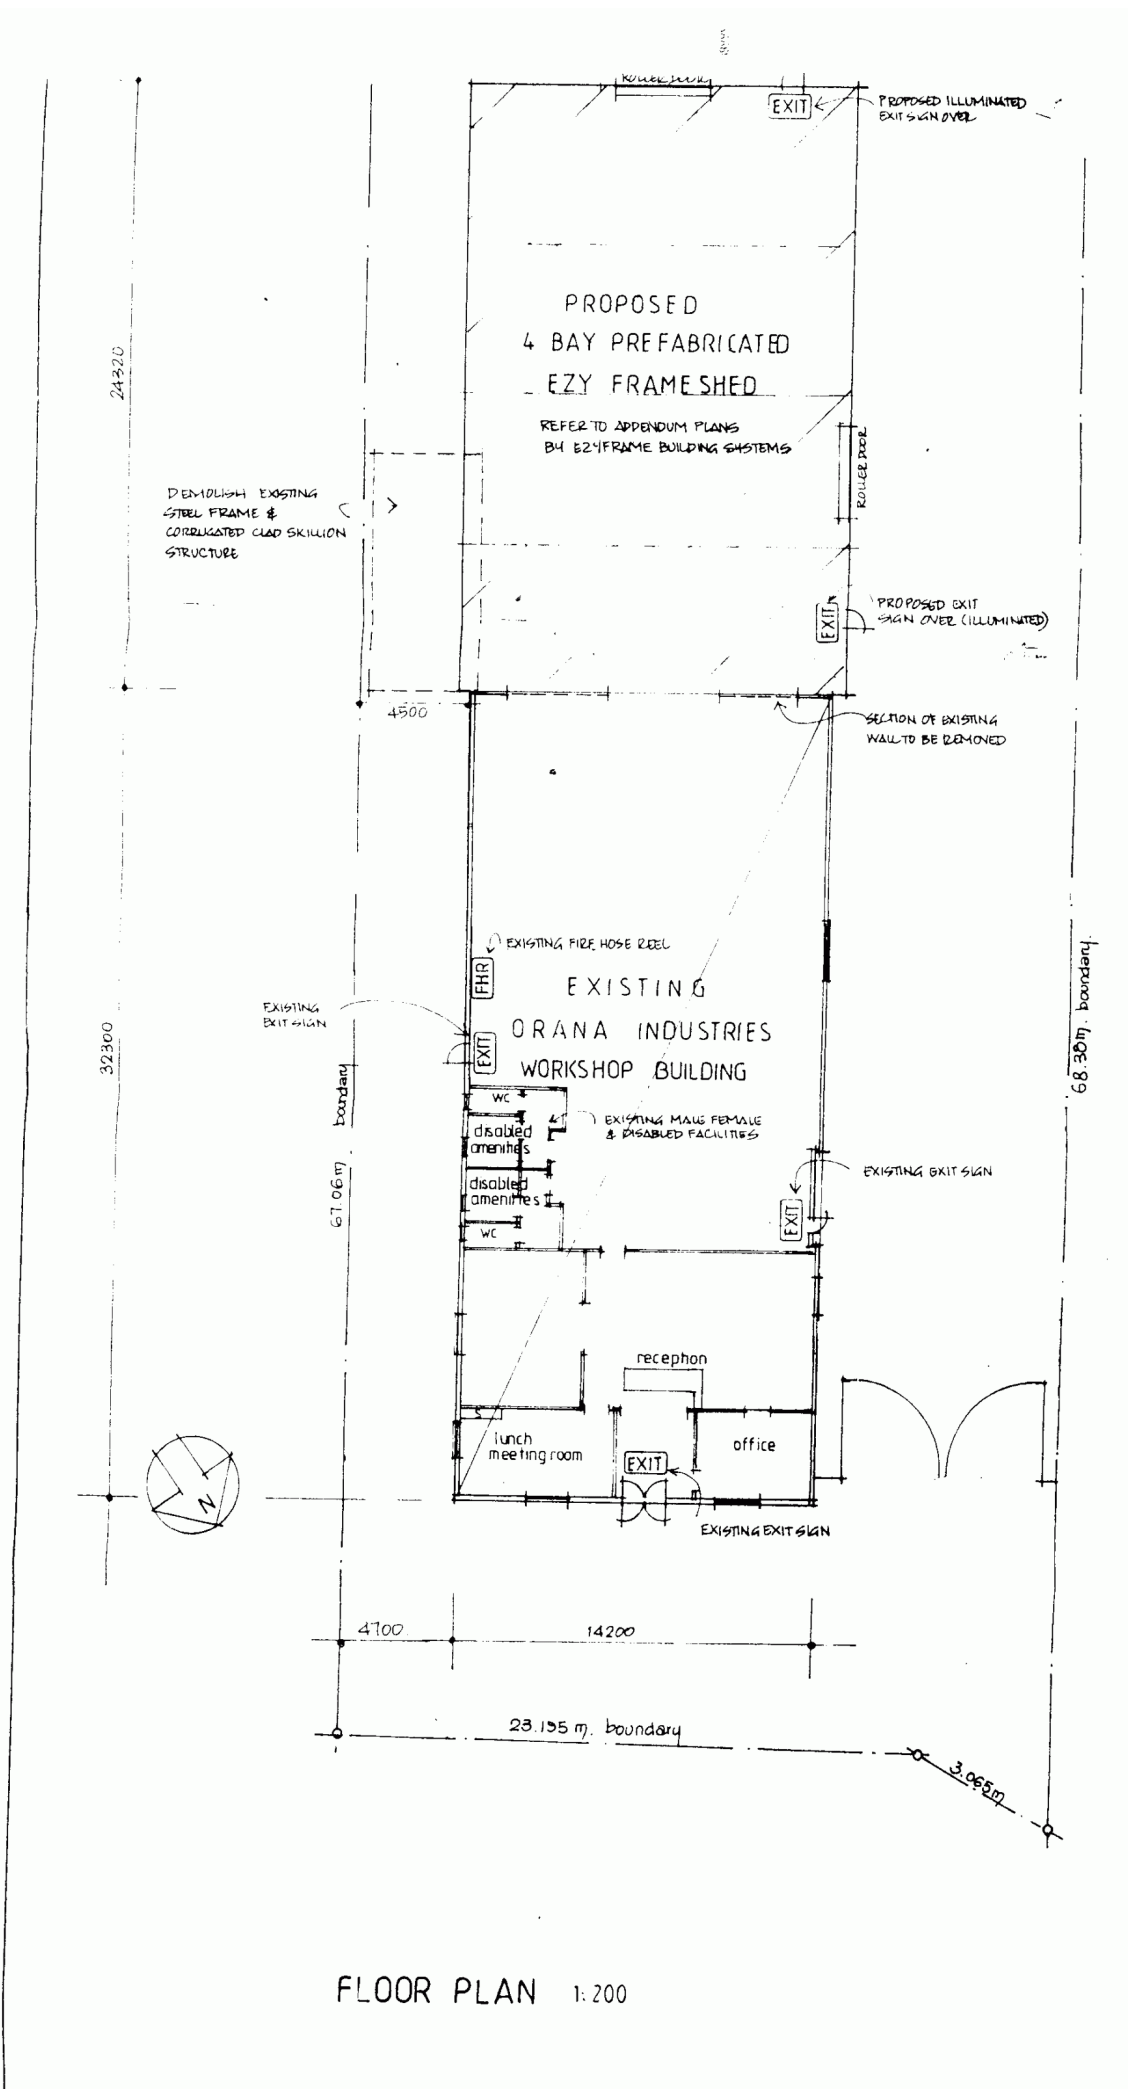 ROLLER DOOR
EXIT
PROPOSED ILLUMINATED
EXIT SIGN OVER
PROPOSED
4 BAY PREFABRICATED
EZY FRAME SHED
REFER TO ADDENDUM PLANS
BY EZYFRAME BUILDING SYSTEMS
24320
ROLLER DOOR
DEMOLISH EXISTING
STEEL FRAME &
CORRUGATED CLAD SKILLION
STRUCTURE
EXIT
PROPOSED EXIT
SIGN OVER (ILLUMINATED)
4500
SECTION OF EXISTING
WALL TO BE REMOVED
EXISTING FIRE HOSE REEL
FHR
EXISTING
EXIT SIGN
EXIT
EXISTING
ORANA INDUSTRIES
WORKSHOP BUILDING
32300
68.38m. boundary.
67.06m boundary
WC
disabled
amenities
EXISTING MALE FEMALE
& DISABLED FACILITIES
disabled
amenities
WC
EXISTING EXIT SIGN
EXIT
reception
S
lunch
meeting room
office
EXIT
N
EXISTING EXIT SIGN
4700
14200
23.195 m. boundary
3.065m
FLOOR PLAN 1:200